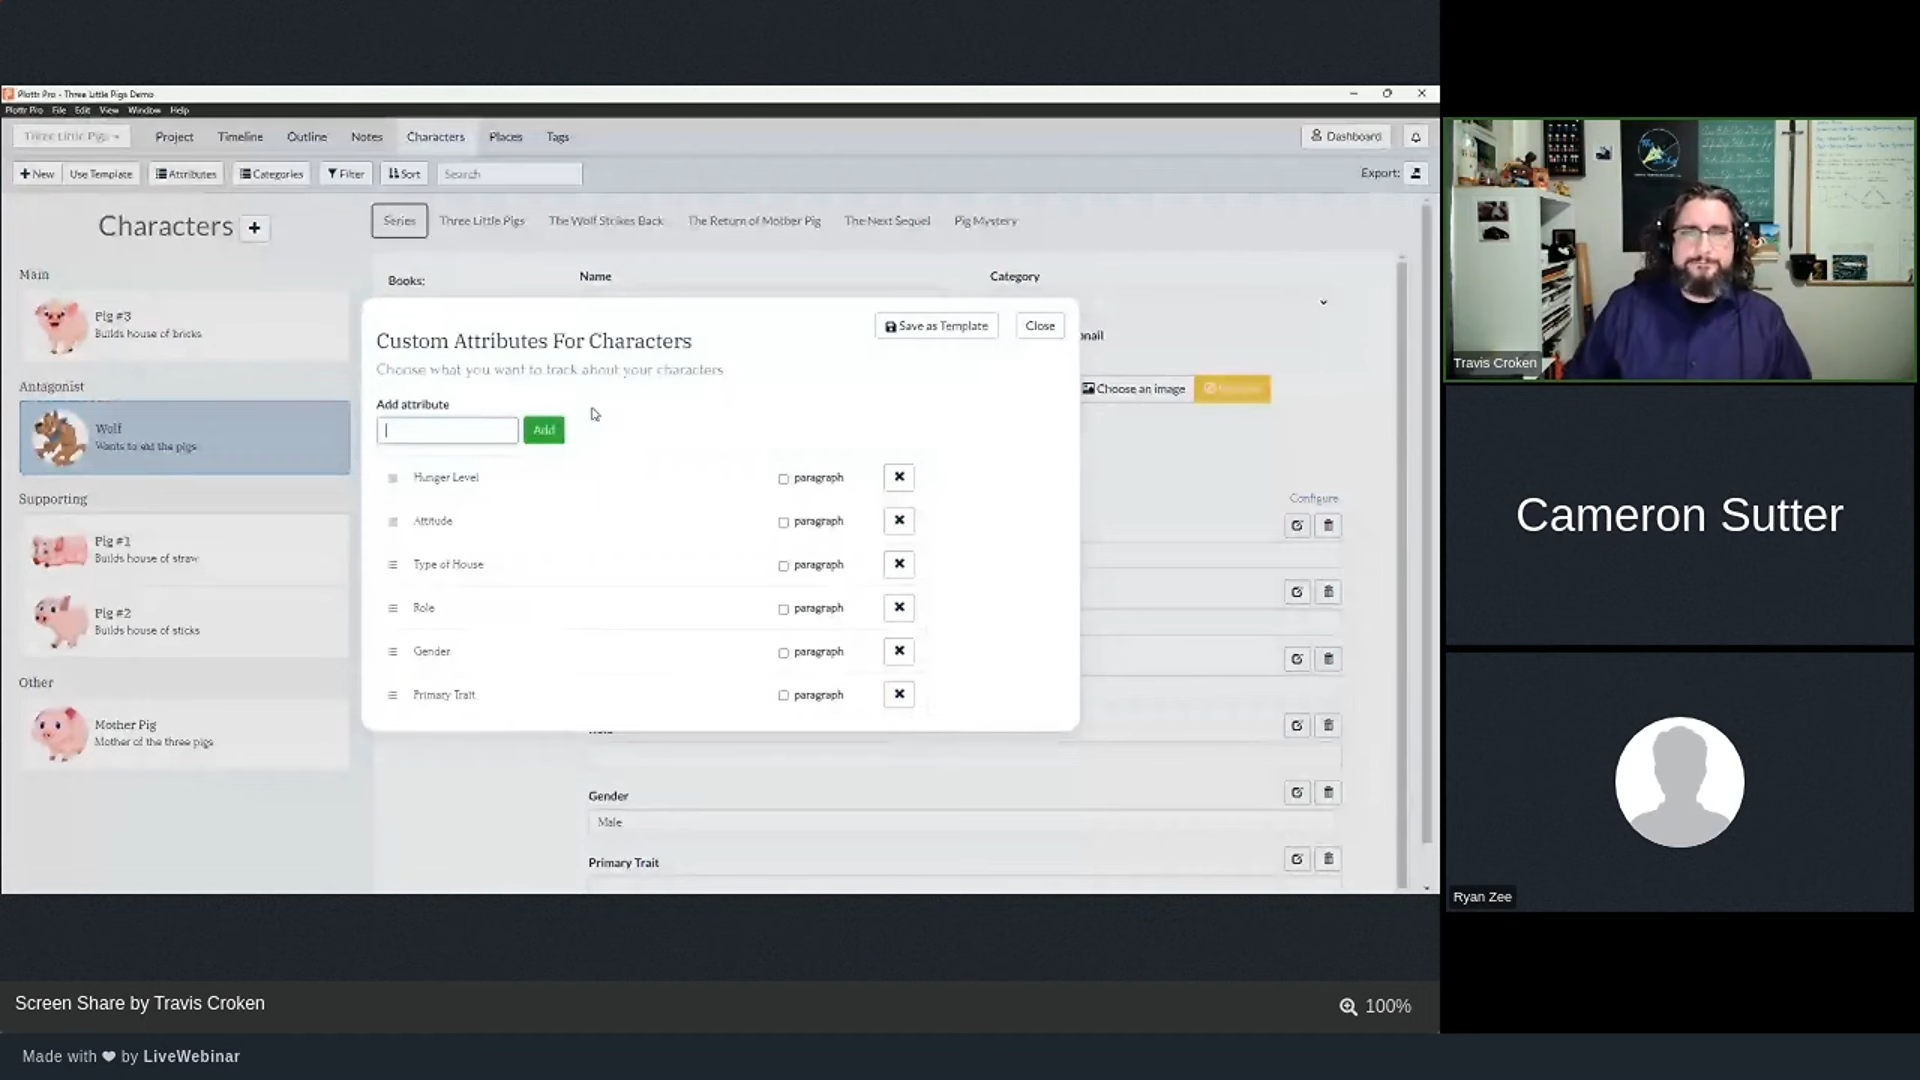 Plottr Pro - Three Little Pigs Demo
Plottr Pro File Edit View Window Help
Three Little Pigs Project Timeline Outline Notes Characters Places Tags Dashboard
New Use Template Attributes Categories Filter Sort Search Export:
Characters
Series Three Little Pigs The Wolf Strikes Back The Return of Mother Pig The Next Sequel Pig Mystery
Main
Pig #3
Builds house of bricks
Antagonist
Wolf
Wants to eat the pigs
Supporting
Pig #1
Builds house of straw
Pig #2
Builds house of sticks
Other
Mother Pig
Mother of the three pigs
Books: Name Category
Custom Attributes For Characters
Save as Template Close
Choose what you want to track about your characters
Add attribute
Add
Hunger Level paragraph
Attitude paragraph
Type of House paragraph
Role paragraph
Gender paragraph
Primary Trait paragraph
nail
Choose an image
Configure
Gender
Male
Primary Trait
Travis Croken
Cameron Sutter
Ryan Zee
Screen Share by Travis Croken
100%
Made with ❤ by LiveWebinar